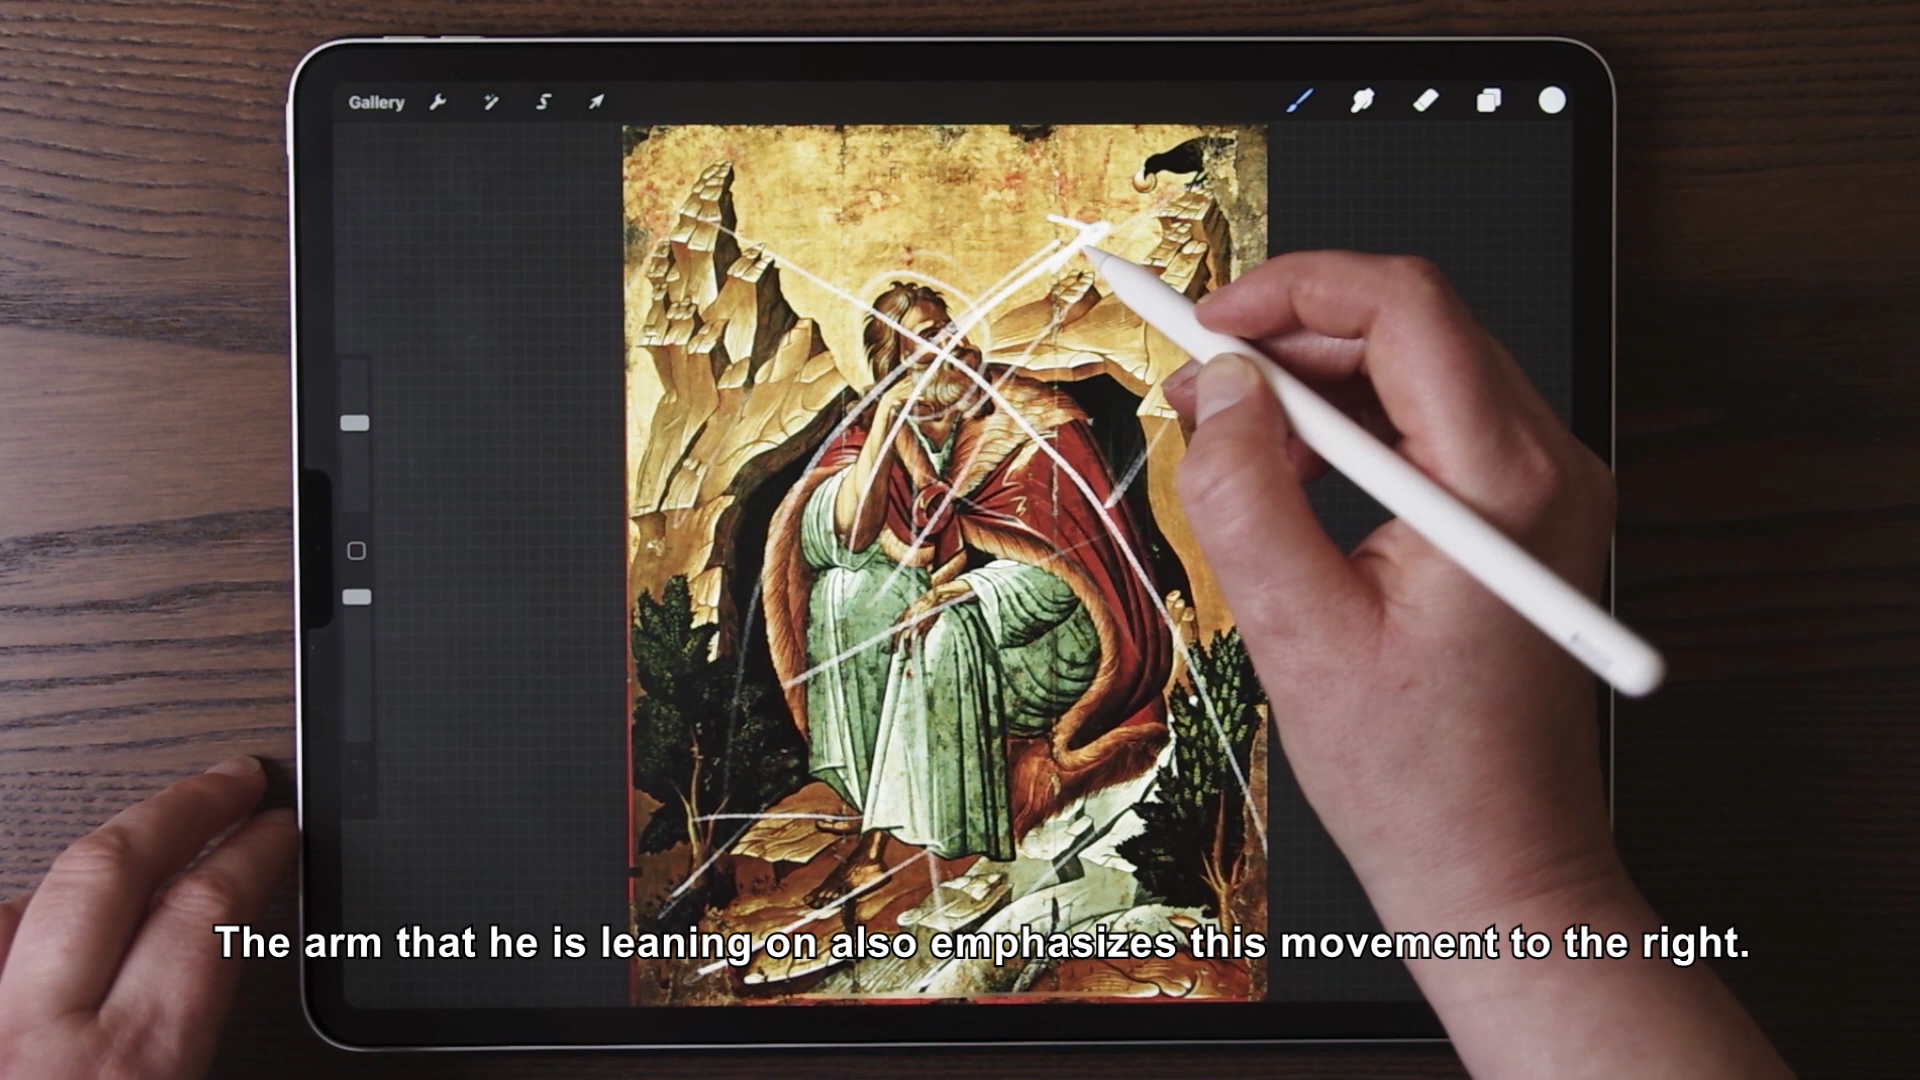 Gallery
The arm that he is leaning on also emphasizes this movement to the right.